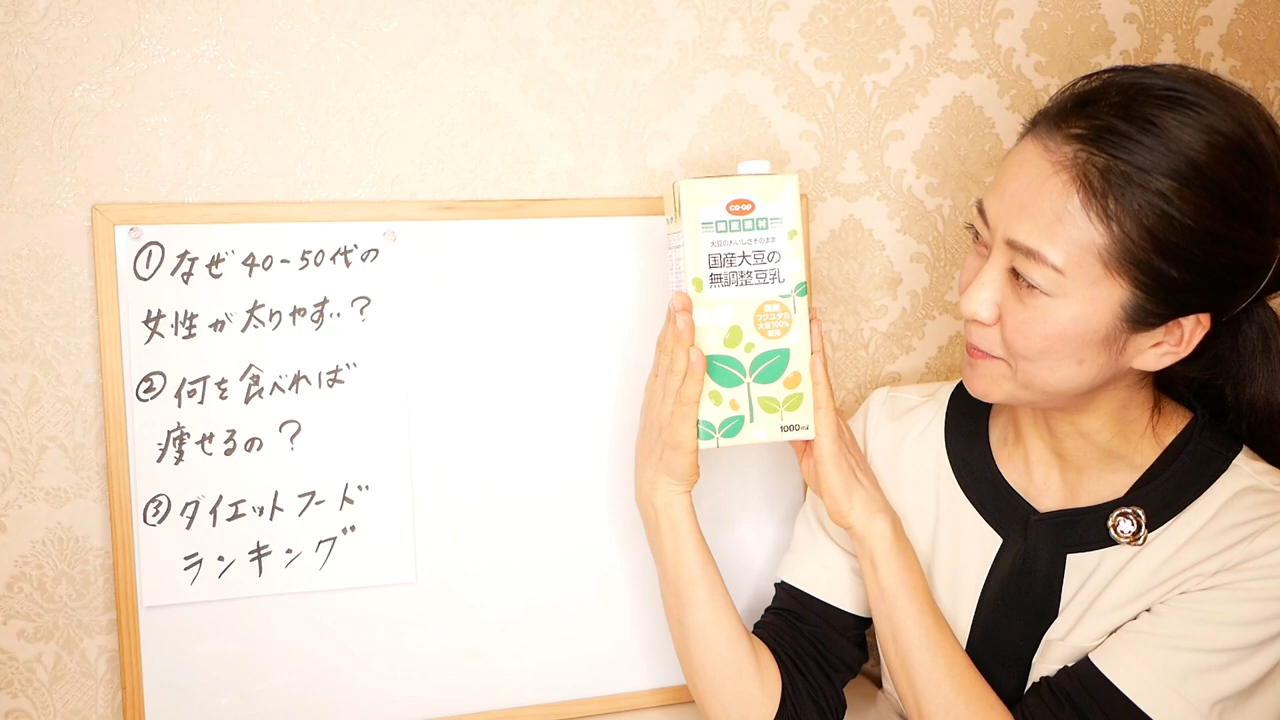 ①なぜ40~50代の
女性が太りやすい?
②何を食べれば
痩せるの?
③ダイエットフード
ランキング
co-op
国産素材
大豆のおいしさそのまま
国産大豆の
無調整豆乳
国産
フクユタカ
大豆100%
使用
1000ml